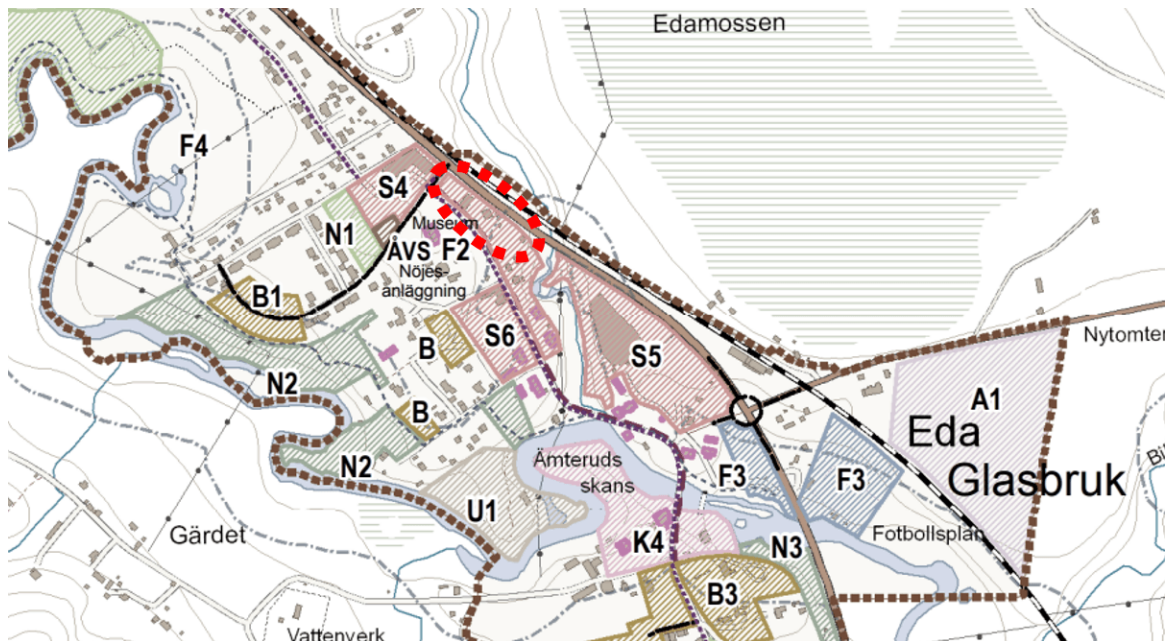 Edamossen
F4
S4
Museum
N1
ÅVS
F2
Nöjes-
anläggning
B1
B
S6
S5
Nytomter
N2
B
A1
Eda
Glasbruk
N2
Ämteruds
skans
F3
F3
U1
Gärdet
Fotbollsplan
K4
N3
B3
Vattenverk